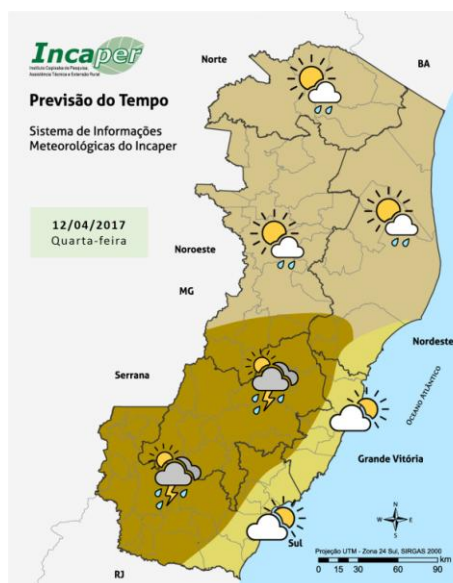 Incaper
Instituto Capixaba de Pesquisa,
Assistência Técnica e Extensão Rural
Previsão do Tempo
Sistema de Informações
Meteorológicas do Incaper
12/04/2017
Quarta-feira
Norte
BA
Noroeste
MG
Nordeste
Serrana
OCEANO ATLÂNTICO
Grande Vitória
Sul
RJ
N
W
E
S
Projeção UTM - Zona 24 Sul, SIRGAS 2000
km
0 15 30 60 90